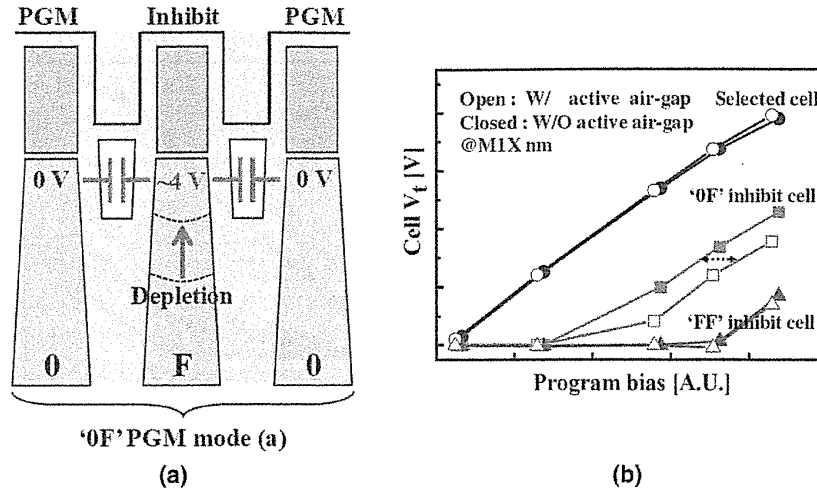 PGM Inhibit PGM
0 V ~4 V 0 V
Depletion
0 F 0
'0F' PGM mode (a)
(a)
Open : W/ active air-gap
Closed : W/O active air-gap
@M1X nm
Selected cell
'0F' inhibit cell
'FF' inhibit cell
Cell Vt [V]
Program bias [A.U.]
(b)